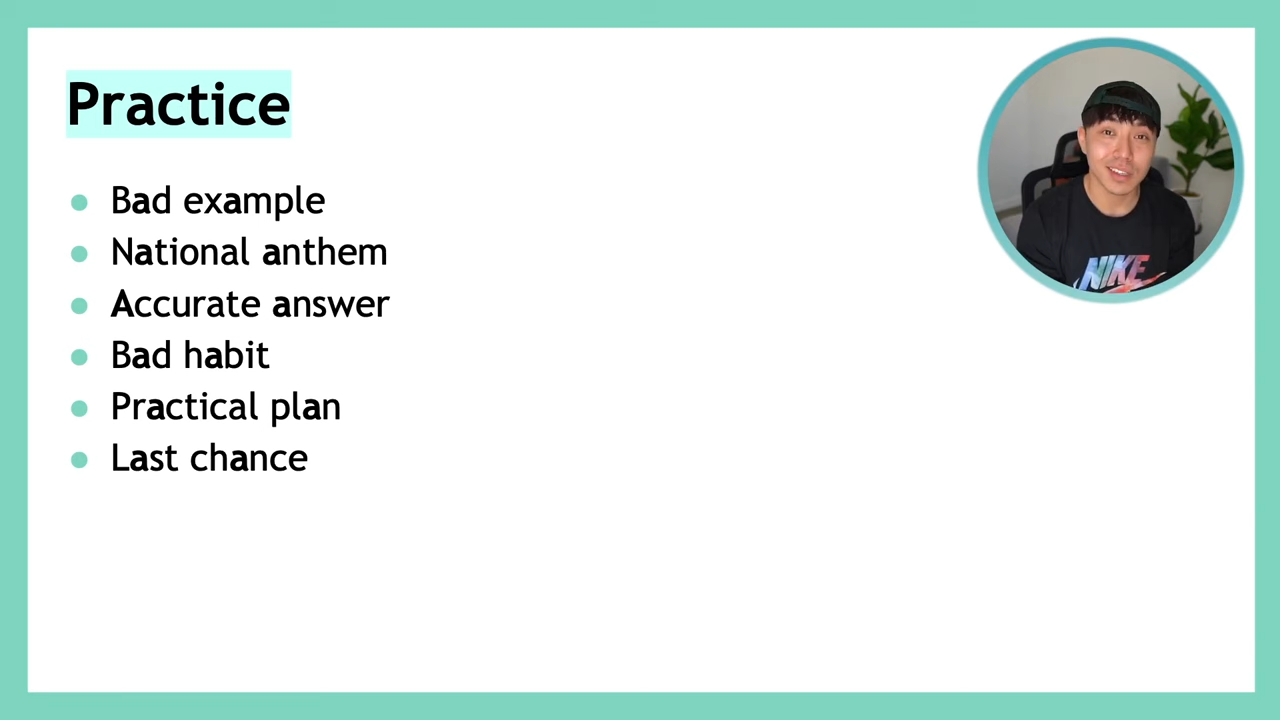 Practice
Bad example
National anthem
Accurate answer
Bad habit
Practical plan
Last chance
NIKE